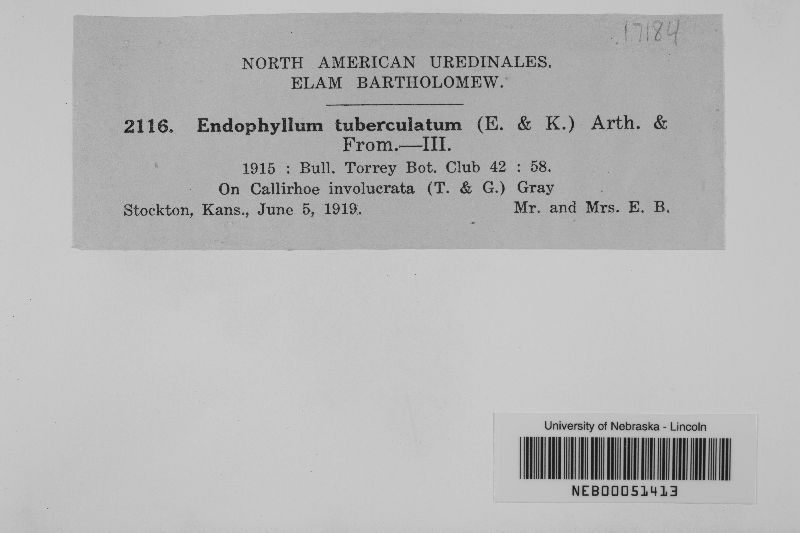 17184
NORTH AMERICAN UREDINALES.
ELAM BARTHOLOMEW.
2116. Endophyllum tuberculatum (E. & K.) Arth. &
From.—III.
1915 : Bull. Torrey Bot. Club 42 : 58.
On Callirhoe involucrata (T. & G.) Gray
Stockton, Kans., June 5, 1919. Mr. and Mrs. E. B.
University of Nebraska - Lincoln
NEB00051413